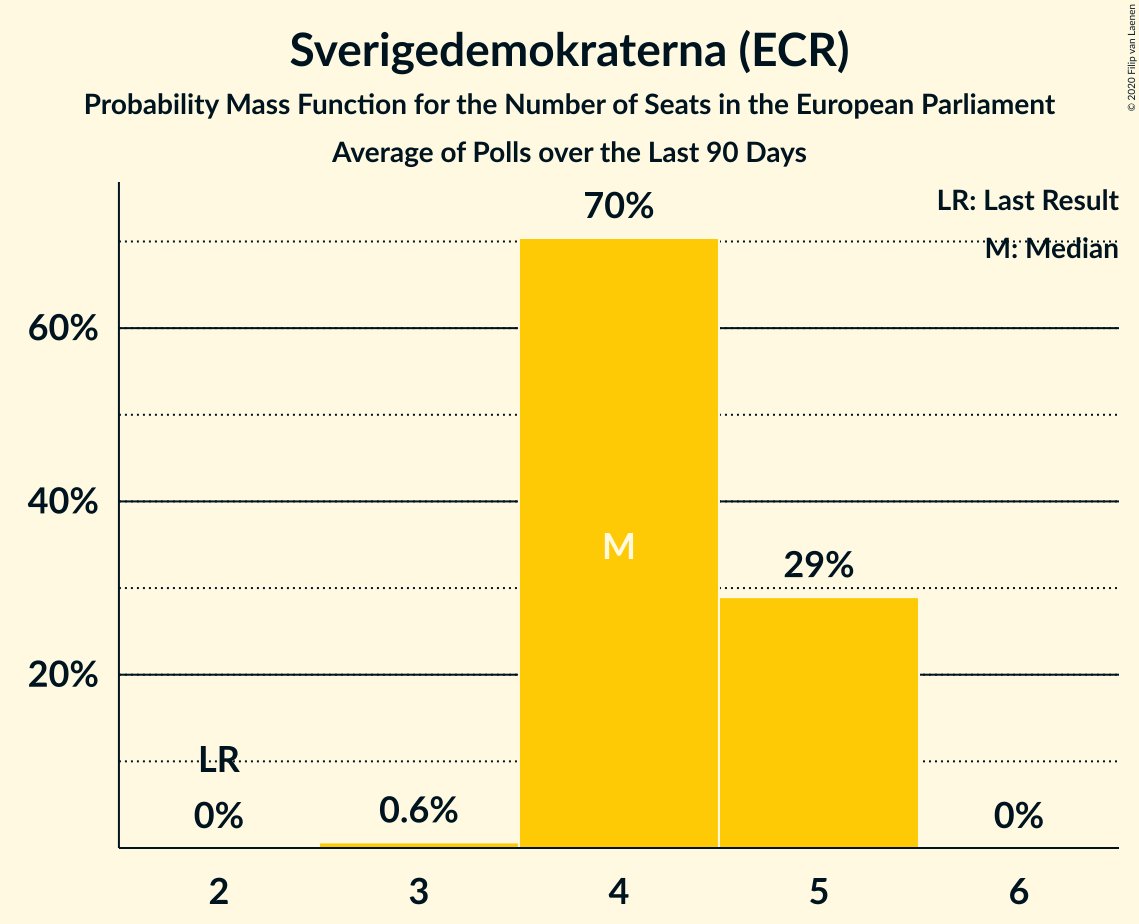 Sverigedemokraterna (ECR)
Probability Mass Function for the Number of Seats in the European Parliament
Average of Polls over the Last 90 Days
© 2020 Filip van Laenen
LR: Last Result
M: Median
70%
60%
40%
M
29%
20%
LR
0%
0.6%
0%
2
3
4
5
6